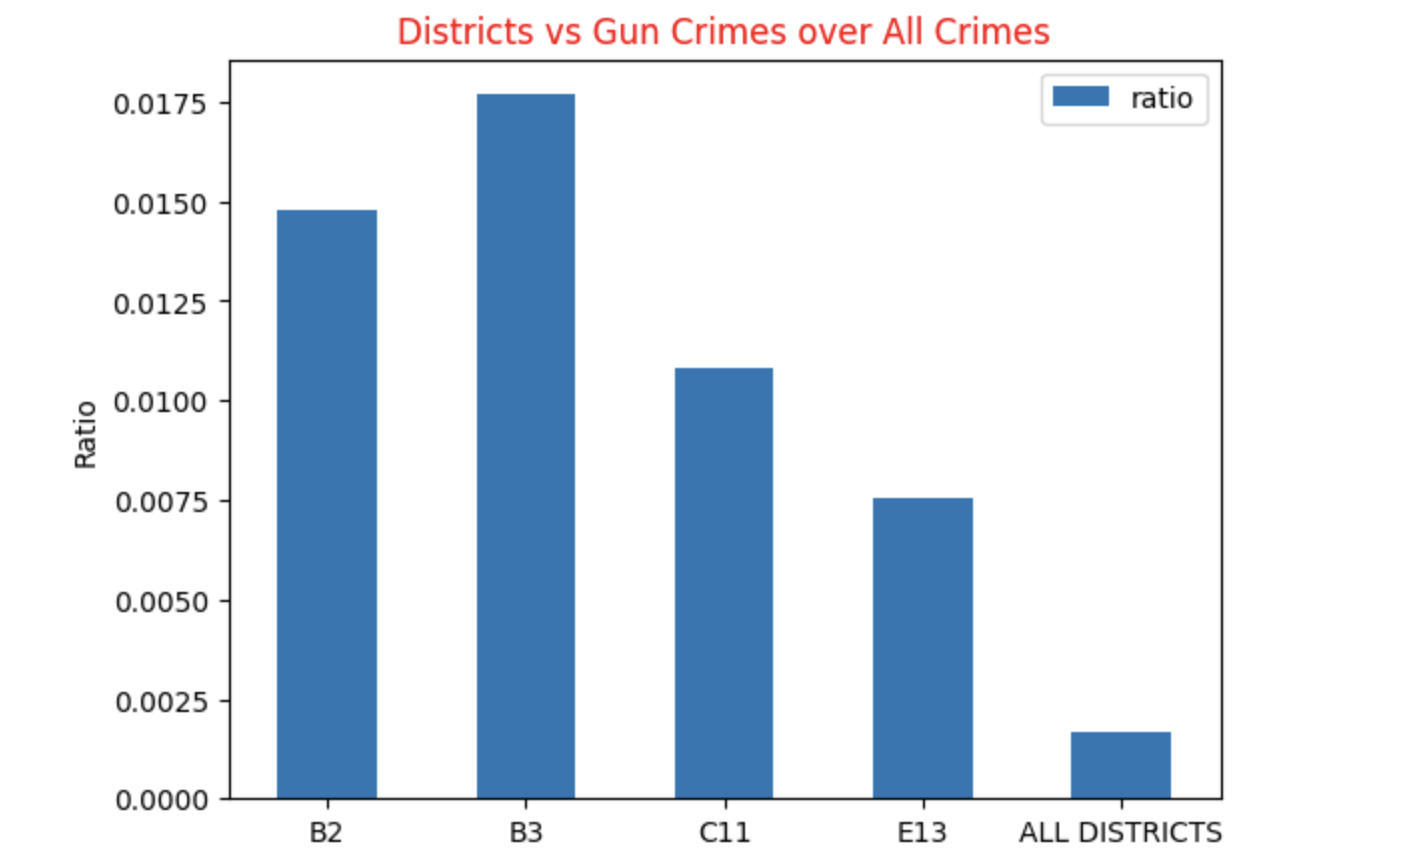 Districts vs Gun Crimes over All Crimes
ratio
0.0175
0.0150
0.0125
0.0100
0.0075
0.0050
0.0025
0.0000
Ratio
B2 B3 C11 E13 ALL DISTRICTS